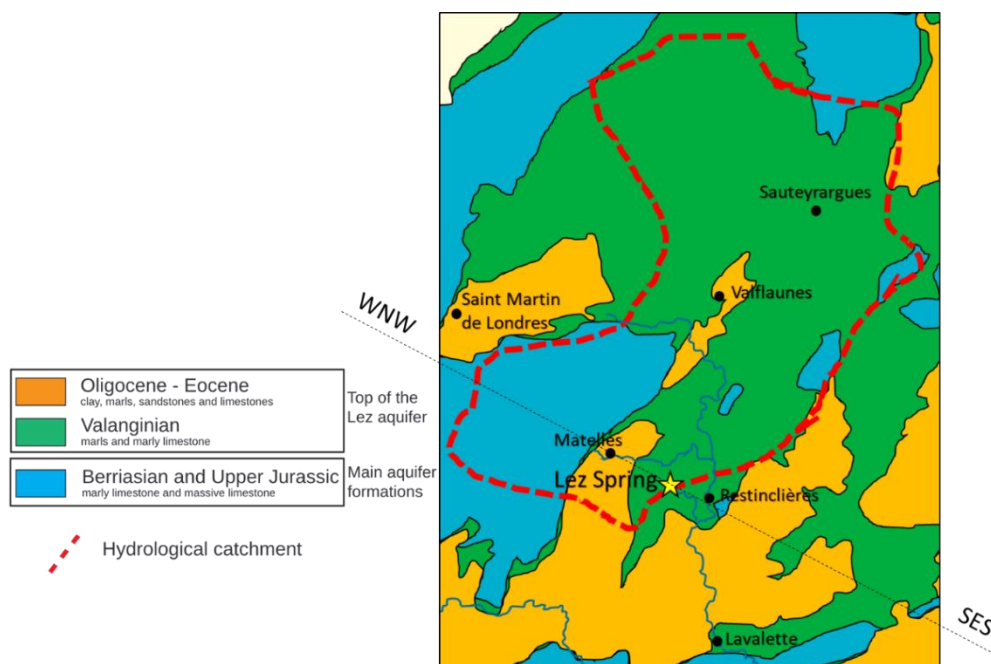 Sauteyrargues
WNW
Saint Martin
de Londres
Valflaunes
Oligocene - Eocene
clay, marls, sandstones and limestones
Valanginian
marls and marly limestone
Top of the
Lez aquifer
Berriasian and Upper Jurassic
marly limestone and massive limestone
Main aquifer
formations
Hydrological catchment
Matelles
Lez Spring
Restinclières
Lavalette
SES